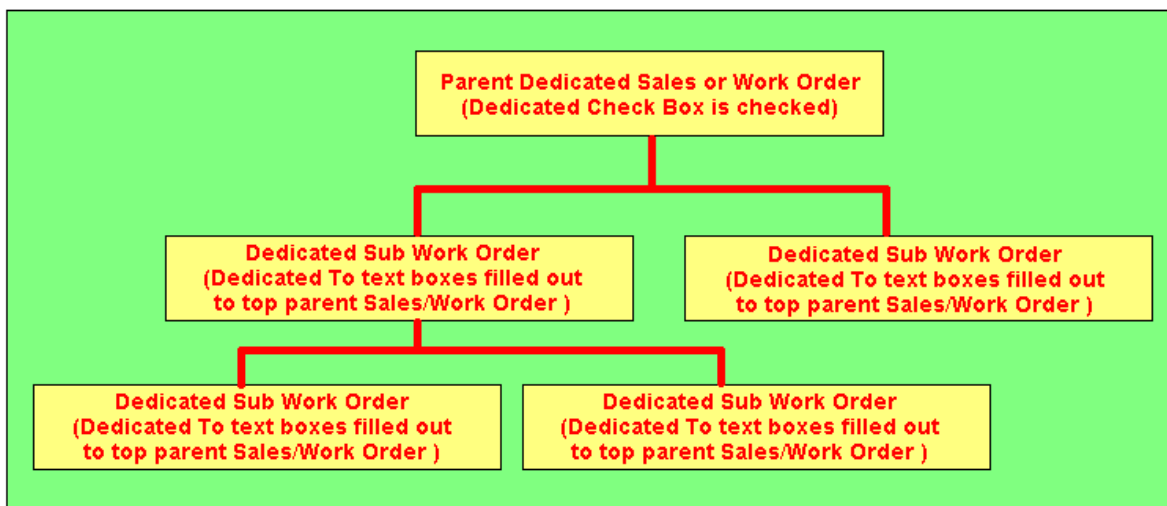 Parent Dedicated Sales or Work Order
(Dedicated Check Box is checked)
Dedicated Sub Work Order
(Dedicated To text boxes filled out
to top parent Sales/Work Order )
Dedicated Sub Work Order
(Dedicated To text boxes filled out
to top parent Sales/Work Order )
Dedicated Sub Work Order
(Dedicated To text boxes filled out
to top parent Sales/Work Order )
Dedicated Sub Work Order
(Dedicated To text boxes filled out
to top parent Sales/Work Order )